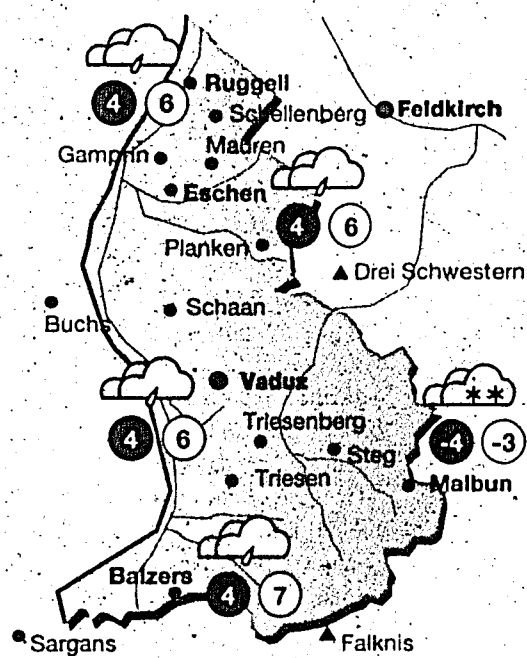 Ruggell
4 6
Schellenberg
Feldkirch
Mauren
Gamprin
Eschen
4 6
Planken
Drei Schwestern
Schaan
Buchs
Vaduz
4 6
Triesenberg
-4 -3
Steg
Triesen
Malbun
Balzers
4 7
Sargans
Falknis